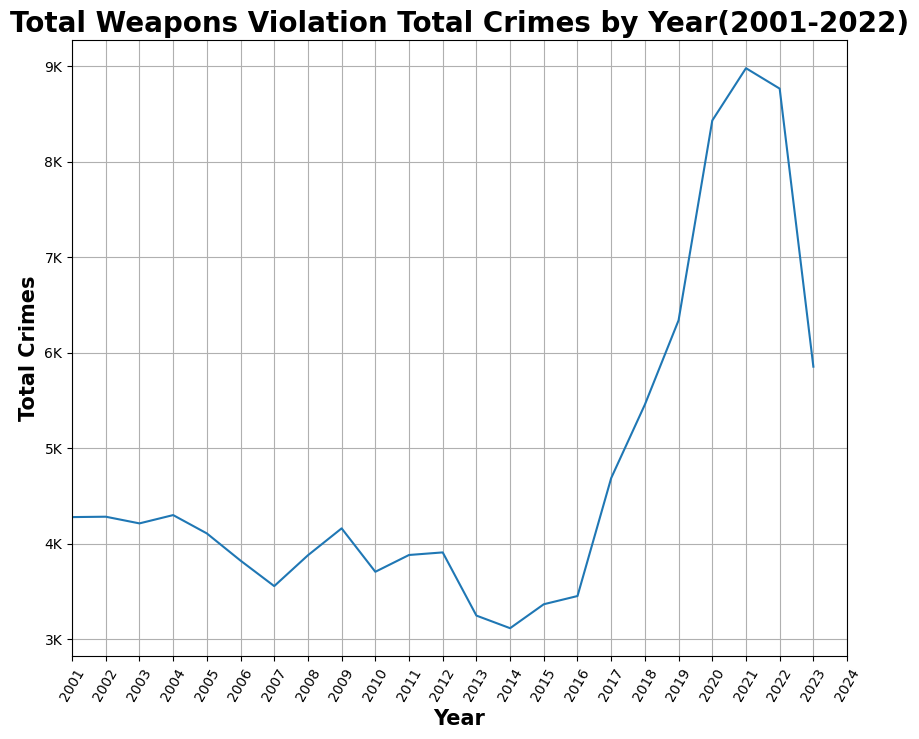 Total Weapons Violation Total Crimes by Year(2001-2022)
9K
8K
7K
6K
5K
4K
3K
Total Crimes
2001 2002 2003 2004 2005 2006 2007 2008 2009 2010 2011 2012 2013 2014 2015 2016 2017 2018 2019 2020 2021 2022 2023 2024
Year